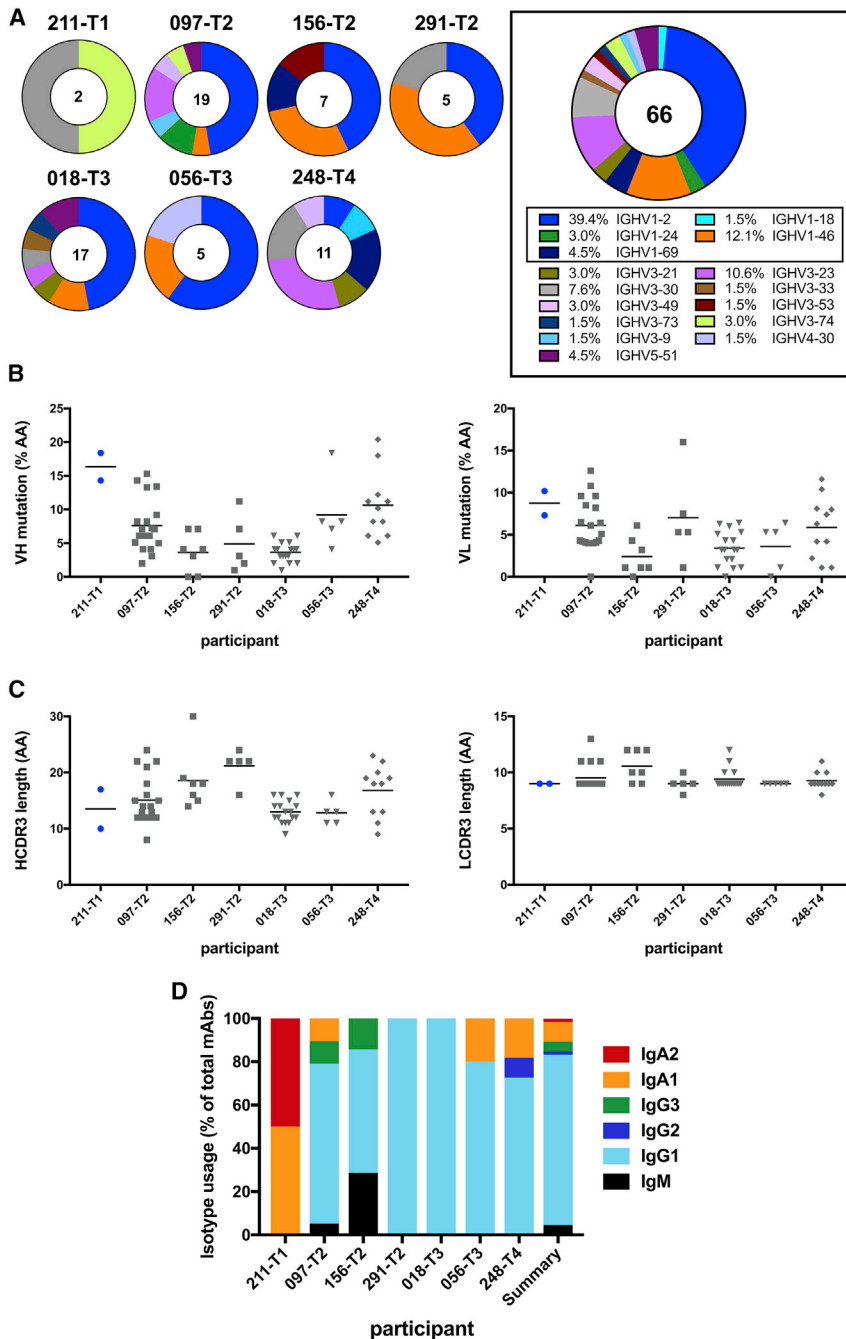 A
211-T1
097-T2
156-T2
291-T2
2
19
7
5
018-T3
056-T3
248-T4
17
5
11
66
39.4% IGHV1-2
1.5% IGHV1-18
3.0% IGHV1-24
12.1% IGHV1-46
4.5% IGHV1-69
3.0% IGHV3-21
10.6% IGHV3-23
7.6% IGHV3-30
1.5% IGHV3-33
3.0% IGHV3-49
1.5% IGHV3-53
1.5% IGHV3-73
3.0% IGHV3-74
1.5% IGHV3-9
1.5% IGHV4-30
4.5% IGHV5-51
B
VH mutation (% AA)
25
20
15
10
5
0
211-T1
097-T2
156-T2
291-T2
018-T3
056-T3
248-T4
participant
VL mutation (% AA)
20
15
10
5
0
211-T1
097-T2
156-T2
291-T2
018-T3
056-T3
248-T4
participant
C
HCDR3 length (AA)
30
20
10
0
211-T1
097-T2
156-T2
291-T2
018-T3
056-T3
248-T4
participant
LCDR3 length (AA)
15
10
5
0
211-T1
097-T2
156-T2
291-T2
018-T3
056-T3
248-T4
participant
D
Isotype usage (% of total mAbs)
100
80
60
40
20
0
211-T1
097-T2
156-T2
291-T2
018-T3
056-T3
248-T4
Summary
participant
IgA2
IgA1
IgG3
IgG2
IgG1
IgM